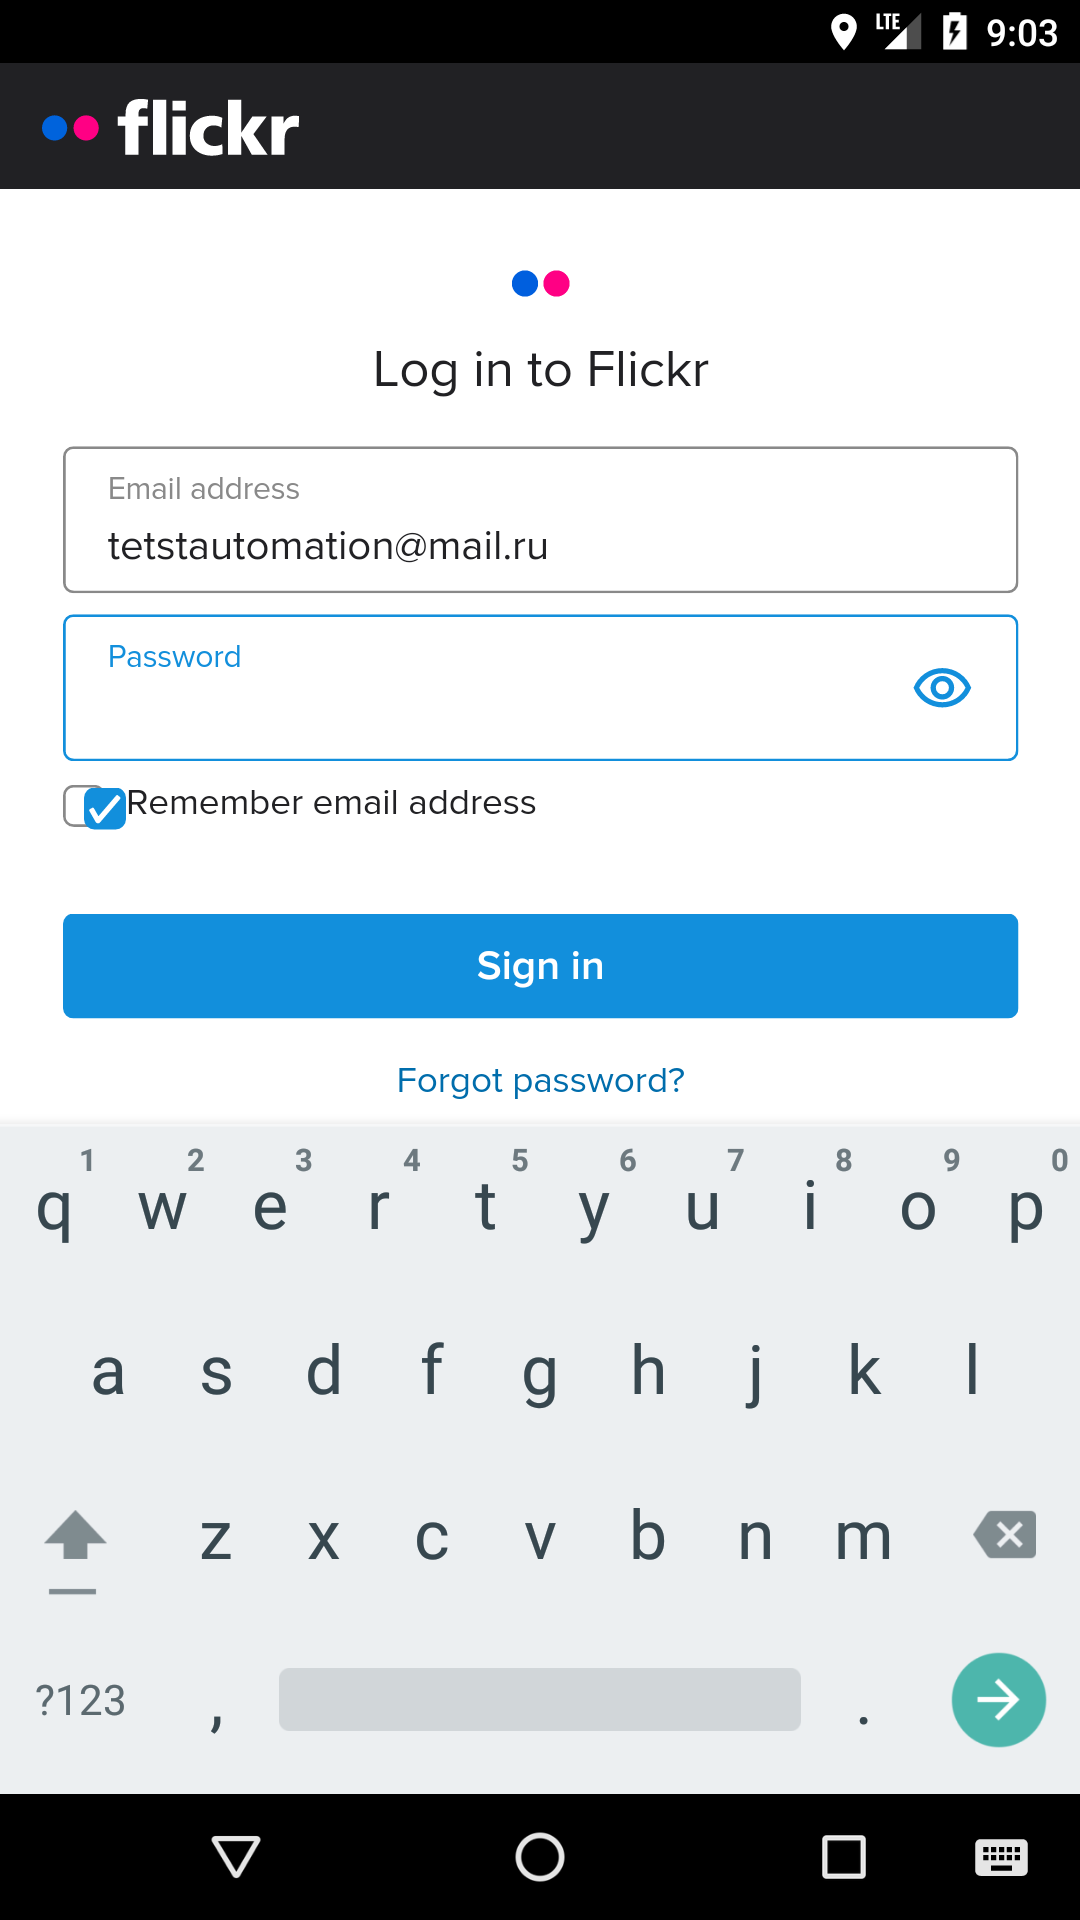 LTE 9:03
flickr
Log in to Flickr
Email address
tetstautomation@mail.ru
Password
Remember email address
Sign in
Forgot password?
1 2 3 4 5 6 7 8 9 0
q w e r t y u i o p
a s d f g h j k l
z x c v b n m
?123 , .